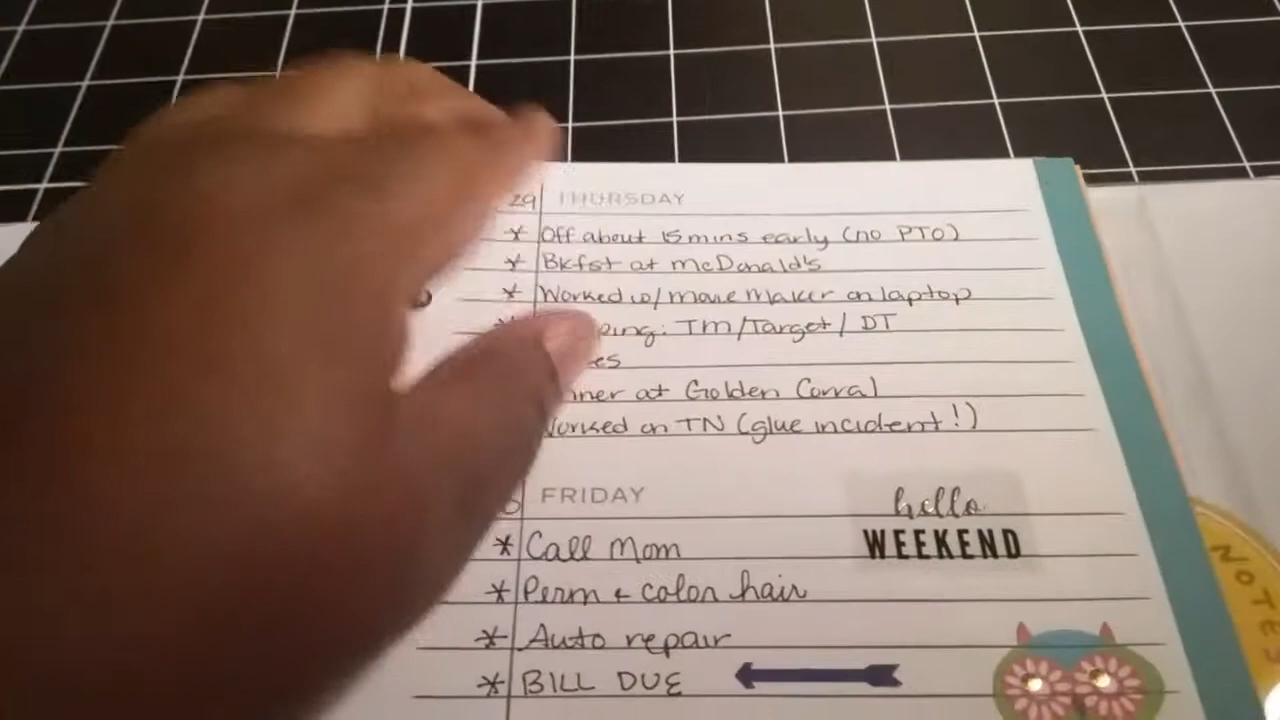 29 THURSDAY
* Off about 15 mins early (no PTO)
* Bkfst at McDonald's
* Worked w/ movie maker on laptop
TM/Target/ DT
at Golden Corral
Worked on TN (glue incident!)
FRIDAY
hello
WEEKEND
* Call Mom
* Perm + color hair
* Auto repair
* BILL DUE
NOTES